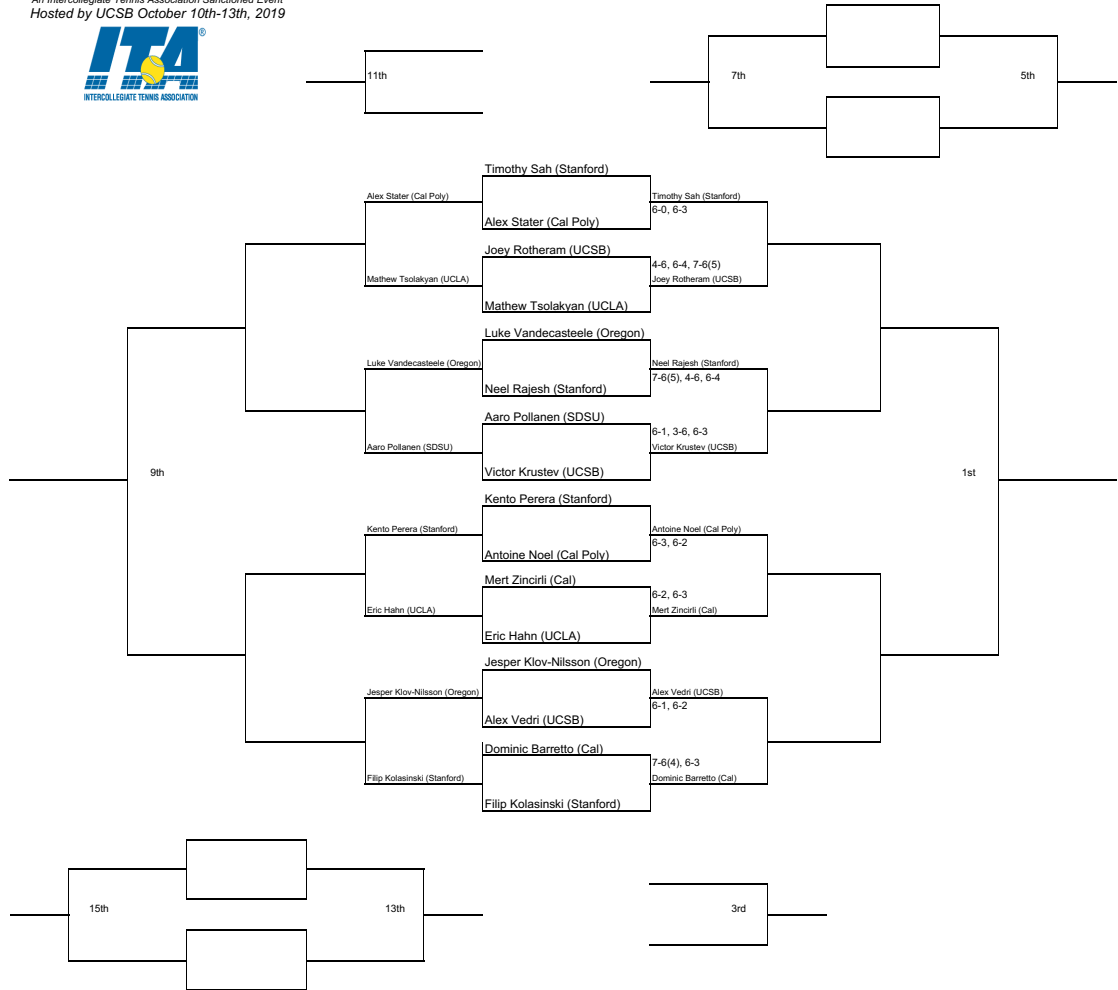 An Intercollegiate Tennis Association Sanctioned Event
Hosted by UCSB October 10th-13th, 2019
ITA®
INTERCOLLEGIATE TENNIS ASSOCIATION
11th
7th
5th
Timothy Sah (Stanford)
Alex Stater (Cal Poly)
Timothy Sah (Stanford)
6-0, 6-3
Alex Stater (Cal Poly)
Joey Rotheram (UCSB)
4-6, 6-4, 7-6(5)
Mathew Tsolakyan (UCLA)
Joey Rotheram (UCSB)
Mathew Tsolakyan (UCLA)
Luke Vandecasteele (Oregon)
Luke Vandecasteele (Oregon)
Neel Rajesh (Stanford)
7-6(5), 4-6, 6-4
Neel Rajesh (Stanford)
Aaro Pollanen (SDSU)
6-1, 3-6, 6-3
Aaro Pollanen (SDSU)
Victor Krustev (UCSB)
Victor Krustev (UCSB)
9th
1st
Kento Perera (Stanford)
Kento Perera (Stanford)
Antoine Noel (Cal Poly)
6-3, 6-2
Antoine Noel (Cal Poly)
Mert Zincirli (Cal)
6-2, 6-3
Eric Hahn (UCLA)
Mert Zincirli (Cal)
Eric Hahn (UCLA)
Jesper Klov-Nilsson (Oregon)
Jesper Klov-Nilsson (Oregon)
Alex Vedri (UCSB)
6-1, 6-2
Alex Vedri (UCSB)
Dominic Barretto (Cal)
7-6(4), 6-3
Filip Kolasinski (Stanford)
Dominic Barretto (Cal)
Filip Kolasinski (Stanford)
15th
13th
3rd